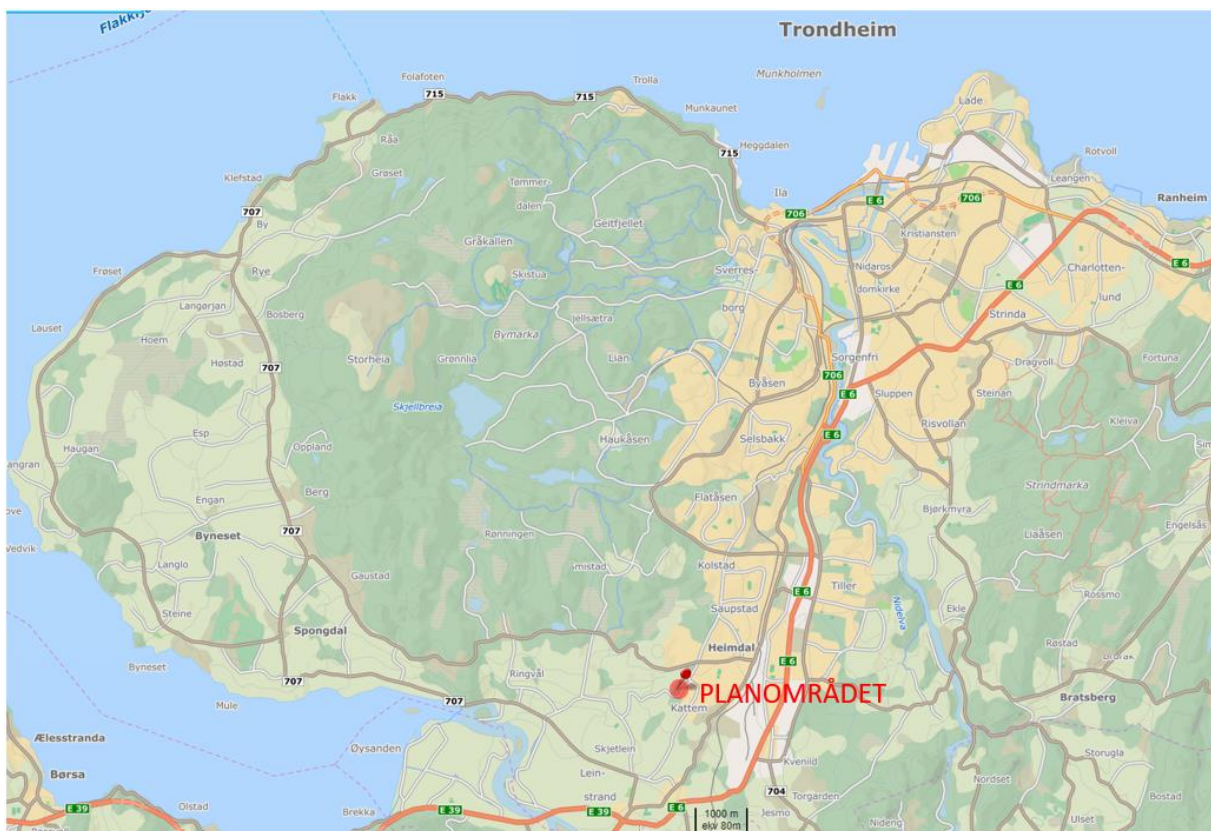 Trondheim
Munkholmen
Folafoten
Trolla
715
715
Flakk
Munkaunet
Lade
Råa
Heggdalen
715
Rotvoll
Leangen
Klefstad
Grøset
Tømmer-
dalen
Ila
Ranheim
707
By
Geitfjellet
706
E 6
706
Kristiansten
Gråkallen
Rye
Skistua
Sverres-
borg
Nidaros
domkirke
E 6
Frøset
Charlotten-
lund
Langørjan
Bosberg
E 6
Strinda
Lauset
Hoem
Bymarka
Storheia
Grønnlia
Lian
Sorgenfri
Dragvoll
Fortuna
Høstad
707
Byåsen
706
E 6
Sluppen
Steinan
Skjellbreia
Kleiva
Esp
Haukåsen
Selsbakk
E 6
Risvollan
Haugan
Oppland
Strindmarka
Engan
Berg
Flatåsen
Bjørkmyra
Engelsås
Byneset
707
Rønningen
Liaåsen
Langlo
Gaustad
Kolstad
Tiller
E 6
Rossmo
Steine
Saupstad
Nidelva
Ekle
Spongdal
Heimdal
Røstad
Byneset
707
Ringvål
E 6
PLANOMRÅDET
Mule
707
Kattem
Bratsberg
Ælesstranda
Øysanden
Skjetlein
Storugla
Børsa
Lein-
strand
Kvenild
Nordset
E 39
Olstad
Brekka
E 39
E 6
704
Torgarden
Bostad
1000 m
ekv 80m
Jesmo
Nideng
Ulset